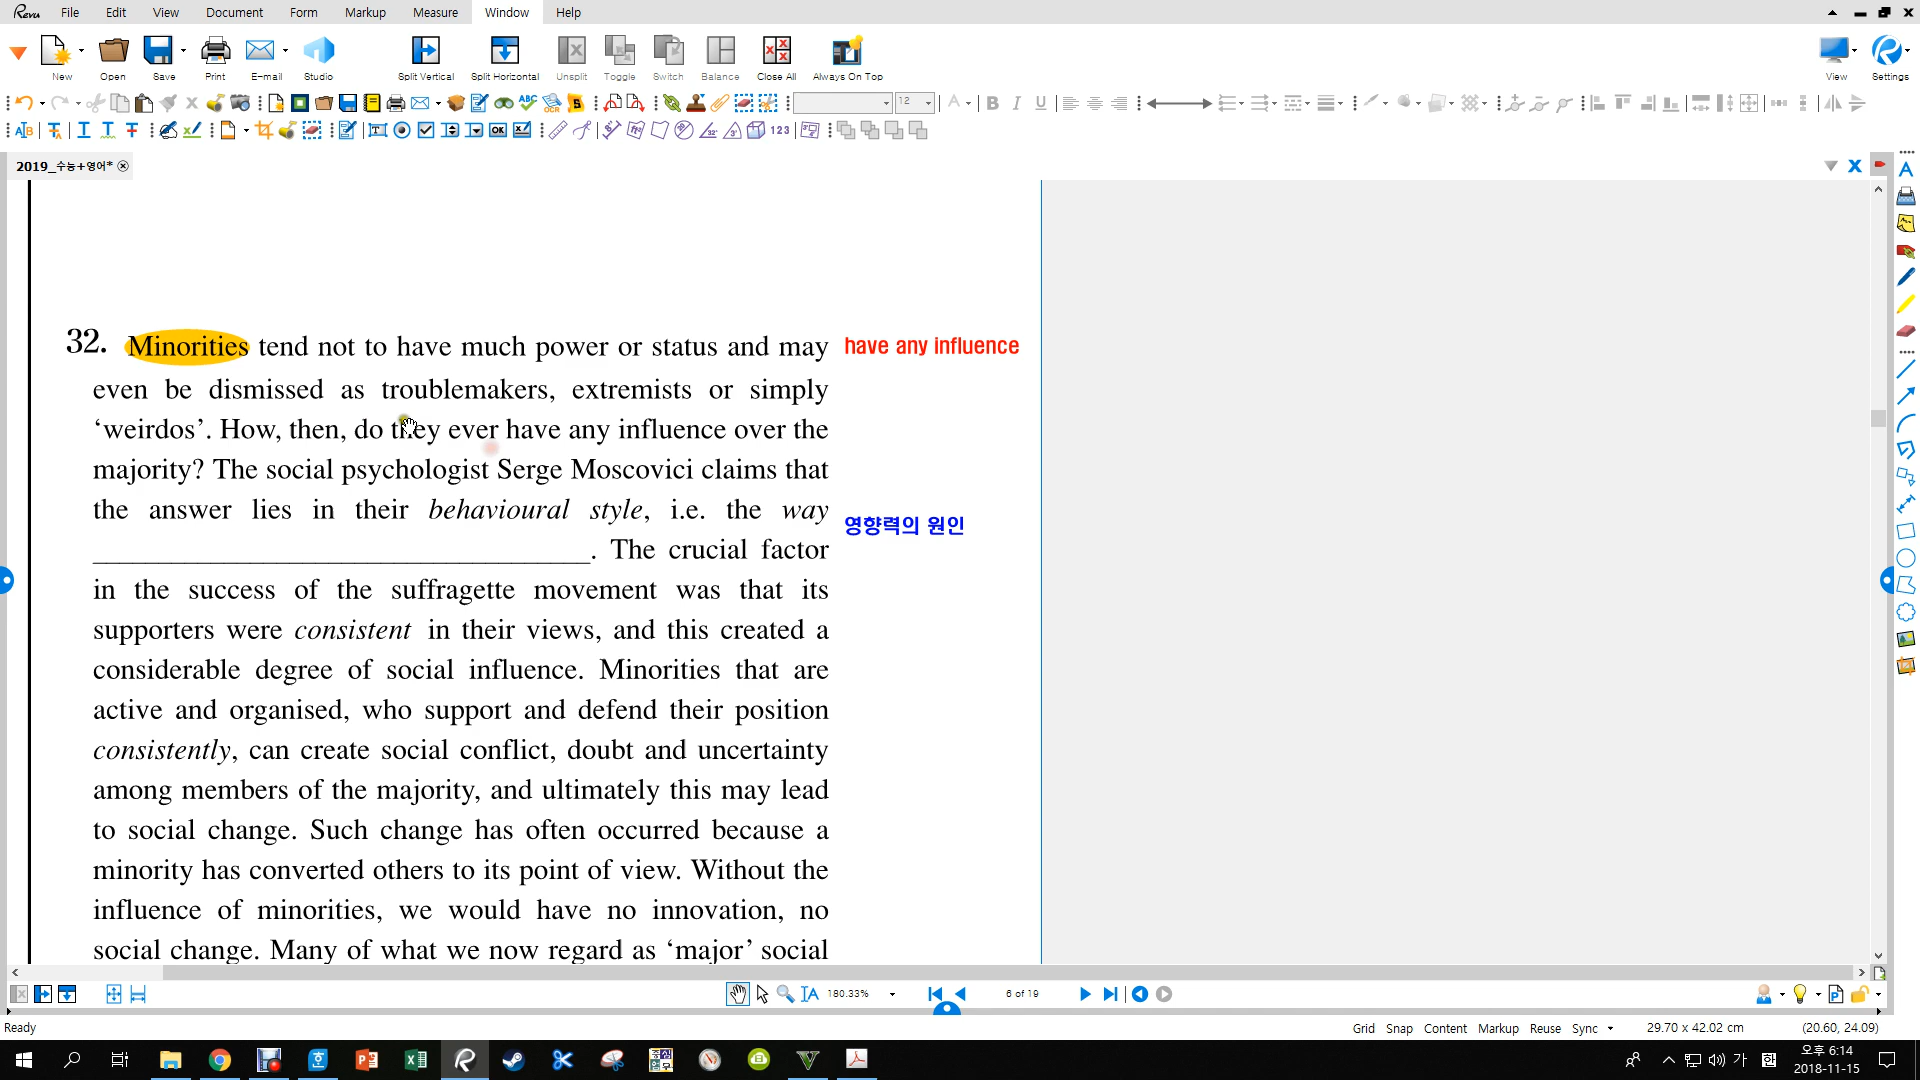 Revu File Edit View Document Form Markup Measure Window Help
New Open Save Print E-mail Studio Split Vertical Split Horizontal Unsplit Toggle Switch Balance Close All Always On Top View Settings
12
2019_수능+영어*
32. Minorities tend not to have much power or status and may have any influence
even be dismissed as troublemakers, extremists or simply
‘weirdos’. How, then, do they ever have any influence over the
majority? The social psychologist Serge Moscovici claims that
the answer lies in their behavioural style, i.e. the way
영향력의 원인
. The crucial factor
in the success of the suffragette movement was that its
supporters were consistent in their views, and this created a
considerable degree of social influence. Minorities that are
active and organised, who support and defend their position
consistently, can create social conflict, doubt and uncertainty
among members of the majority, and ultimately this may lead
to social change. Such change has often occurred because a
minority has converted others to its point of view. Without the
influence of minorities, we would have no innovation, no
social change. Many of what we now regard as ‘major’ social
180.33% 6 of 19
Ready Grid Snap Content Markup Reuse Sync 29.70 x 42.02 cm (20.60, 24.09)
가 오후 6:14
2018-11-15